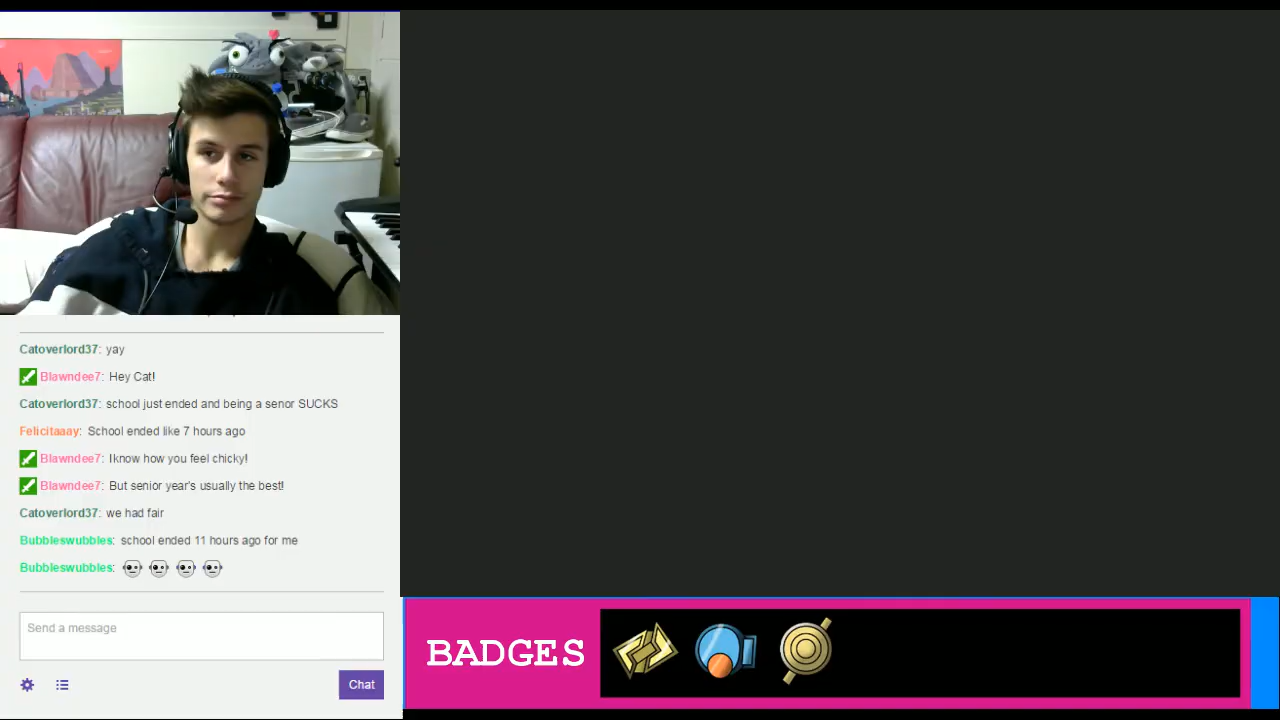 Catoverlord37: yay
Blawndee7: Hey Cat!
Catoverlord37: school just ended and being a senor SUCKS
Felicitaaay: School ended like 7 hours ago
Blawndee7: I know how you feel chicky!
Blawndee7: But senior year's usually the best!
Catoverlord37: we had fair
Bubbleswubbles: school ended 11 hours ago for me
Bubbleswubbles:
Send a message
Chat
BADGES